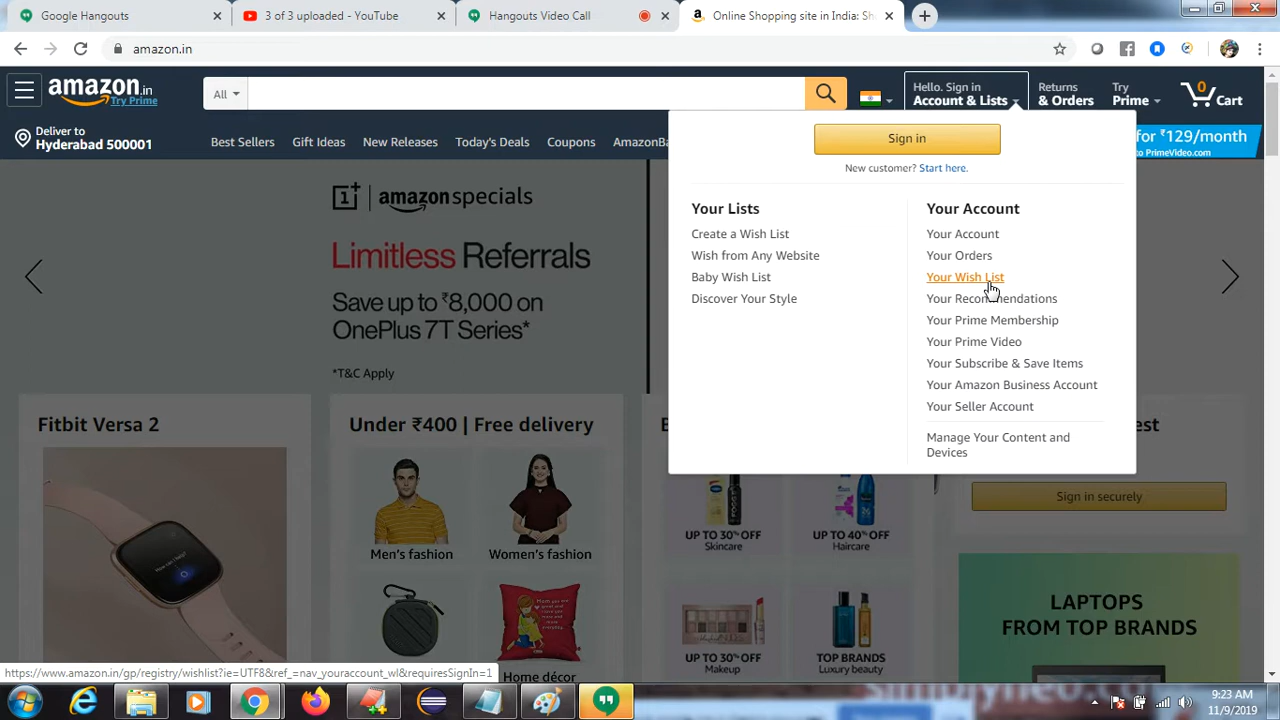 Google Hangouts
3 of 3 uploaded - YouTube
Hangouts Video Call
Online Shopping site in India: Sh
amazon.in
amazon.in
Try Prime
All
Hello. Sign in
Account & Lists
Returns
& Orders
Try
Prime
0
Cart
Deliver to
Hyderabad 500001
Best Sellers
Gift Ideas
New Releases
Today's Deals
Coupons
AmazonBa
for ₹129/month
to PrimeVideo.com
Sign in
New customer? Start here.
Your Lists
Create a Wish List
Wish from Any Website
Baby Wish List
Discover Your Style
Your Account
Your Account
Your Orders
Your Wish List
Your Recommendations
Your Prime Membership
Your Prime Video
Your Subscribe & Save Items
Your Amazon Business Account
Your Seller Account
Manage Your Content and
Devices
1+ amazon specials
Limitless Referrals
Save up to ₹8,000 on
OnePlus 7T Series*
*T&C Apply
Fitbit Versa 2
Under ₹400 | Free delivery
Men's fashion
Women's fashion
Home décor
UP TO 30% OFF
Skincare
UP TO 40% OFF
Haircare
UP TO 30% OFF
Makeup
TOP BRANDS
Luxury beauty
Sign in securely
LAPTOPS
FROM TOP BRANDS
https://www.amazon.in/gp/registry/wishlist?ie=UTF8&ref_=nav_youraccount_wl&requiresSignIn=1
9:23 AM
11/9/2019